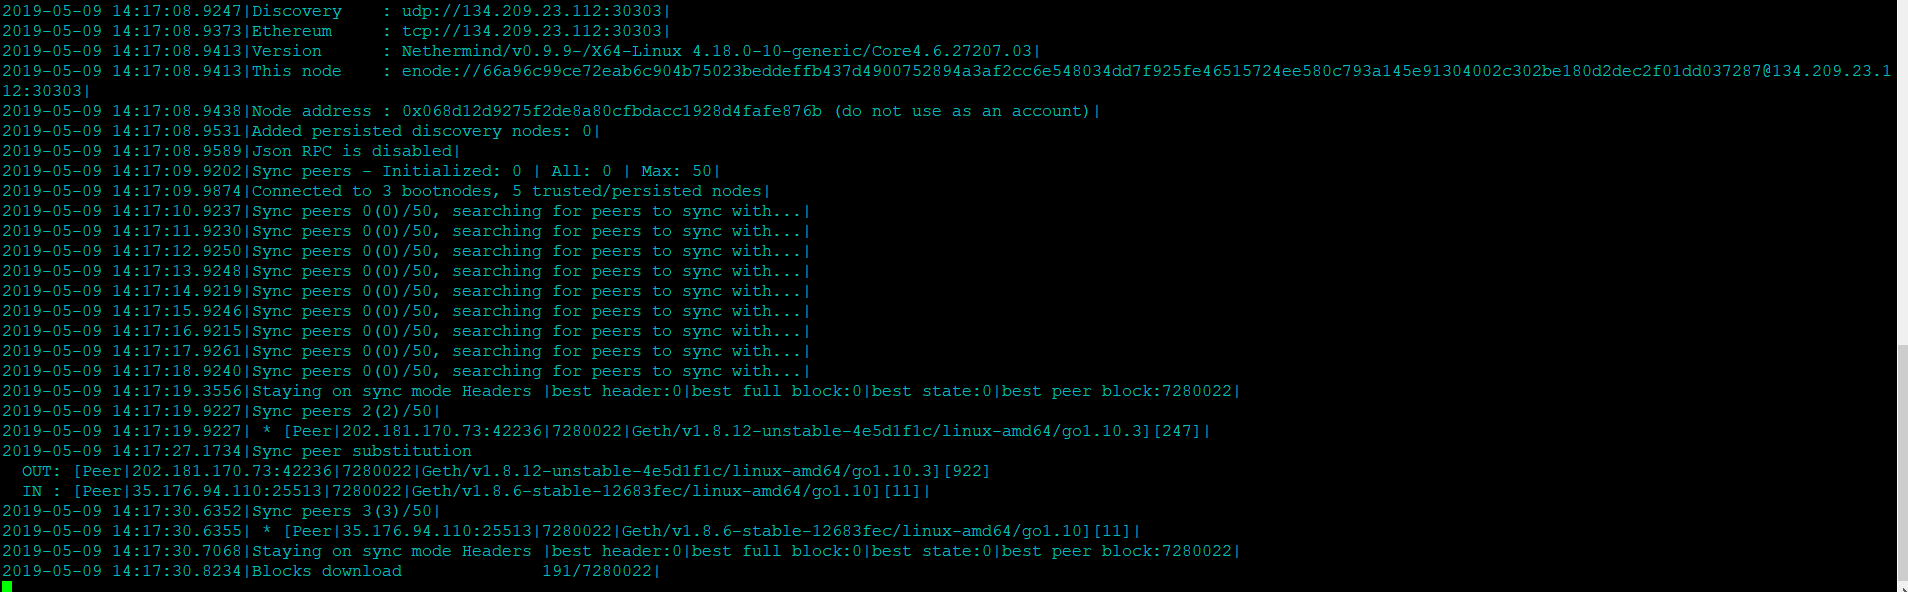 2019-05-09 14:17:08.9247|Discovery    : udp://134.209.23.112:30303|
2019-05-09 14:17:08.9373|Ethereum     : tcp://134.209.23.112:30303|
2019-05-09 14:17:08.9413|Version      : Nethermind/v0.9.9-/X64-Linux 4.18.0-10-generic/Core4.6.27207.03|
2019-05-09 14:17:08.9413|This node    : enode://66a96c99ce72eab6c904b75023beddeffb437d4900752894a3af2cc6e548034dd7f925fe46515724ee580c793a145e91304002c302be180d2dec2f01dd037287@134.209.23.1
12:30303|
2019-05-09 14:17:08.9438|Node address : 0x068d12d9275f2de8a80cfbdacc1928d4fafe876b (do not use as an account)|
2019-05-09 14:17:08.9531|Added persisted discovery nodes: 0|
2019-05-09 14:17:08.9589|Json RPC is disabled|
2019-05-09 14:17:09.9202|Sync peers - Initialized: 0 | All: 0 | Max: 50|
2019-05-09 14:17:09.9874|Connected to 3 bootnodes, 5 trusted/persisted nodes|
2019-05-09 14:17:10.9237|Sync peers 0(0)/50, searching for peers to sync with...|
2019-05-09 14:17:11.9230|Sync peers 0(0)/50, searching for peers to sync with...|
2019-05-09 14:17:12.9250|Sync peers 0(0)/50, searching for peers to sync with...|
2019-05-09 14:17:13.9248|Sync peers 0(0)/50, searching for peers to sync with...|
2019-05-09 14:17:14.9219|Sync peers 0(0)/50, searching for peers to sync with...|
2019-05-09 14:17:15.9246|Sync peers 0(0)/50, searching for peers to sync with...|
2019-05-09 14:17:16.9215|Sync peers 0(0)/50, searching for peers to sync with...|
2019-05-09 14:17:17.9261|Sync peers 0(0)/50, searching for peers to sync with...|
2019-05-09 14:17:18.9240|Sync peers 0(0)/50, searching for peers to sync with...|
2019-05-09 14:17:19.3556|Staying on sync mode Headers |best header:0|best full block:0|best state:0|best peer block:7280022|
2019-05-09 14:17:19.9227|Sync peers 2(2)/50|
2019-05-09 14:17:19.9227| * [Peer|202.181.170.73:42236|7280022|Geth/v1.8.12-unstable-4e5d1f1c/linux-amd64/go1.10.3][247]|
2019-05-09 14:17:27.1734|Sync peer substitution
  OUT: [Peer|202.181.170.73:42236|7280022|Geth/v1.8.12-unstable-4e5d1f1c/linux-amd64/go1.10.3][922]
  IN : [Peer|35.176.94.110:25513|7280022|Geth/v1.8.6-stable-12683fec/linux-amd64/go1.10][11]|
2019-05-09 14:17:30.6352|Sync peers 3(3)/50|
2019-05-09 14:17:30.6355| * [Peer|35.176.94.110:25513|7280022|Geth/v1.8.6-stable-12683fec/linux-amd64/go1.10][11]|
2019-05-09 14:17:30.7068|Staying on sync mode Headers |best header:0|best full block:0|best state:0|best peer block:7280022|
2019-05-09 14:17:30.8234|Blocks download              191/7280022|